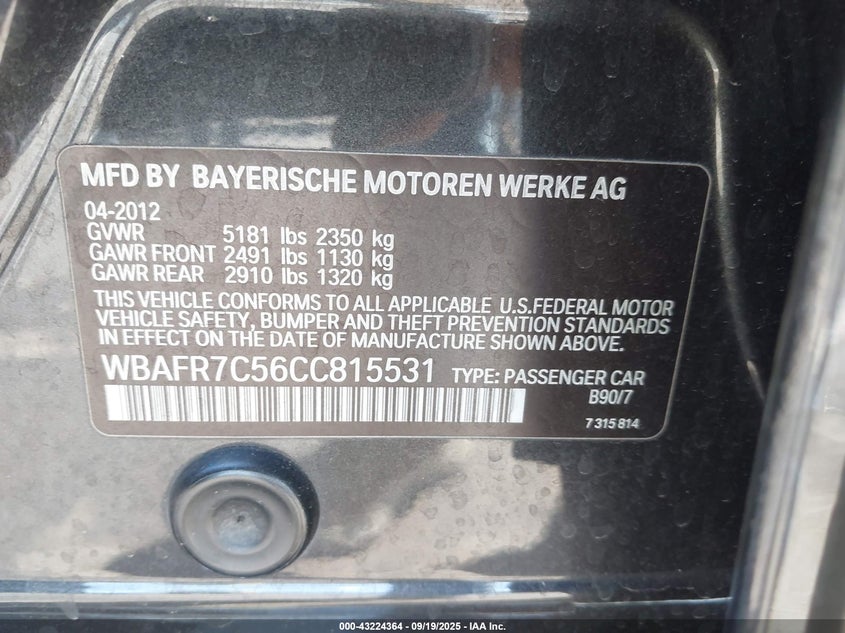 MFD BY BAYERISCHE MOTOREN WERKE AG
04-2012
GVWR 5181 lbs 2350 kg
GAWR FRONT 2491 lbs 1130 kg
GAWR REAR 2910 lbs 1320 kg
THIS VEHICLE CONFORMS TO ALL APPLICABLE U.S.FEDERAL MOTOR
VEHICLE SAFETY, BUMPER AND THEFT PREVENTION STANDARDS
IN EFFECT ON THE DATE OF MANUFACTURE SHOWN ABOVE.
WBAFR7C56CC815531 TYPE: PASSENGER CAR
B90/7
7 315 814
000-43224364 - 09/19/2025 - IAA Inc.